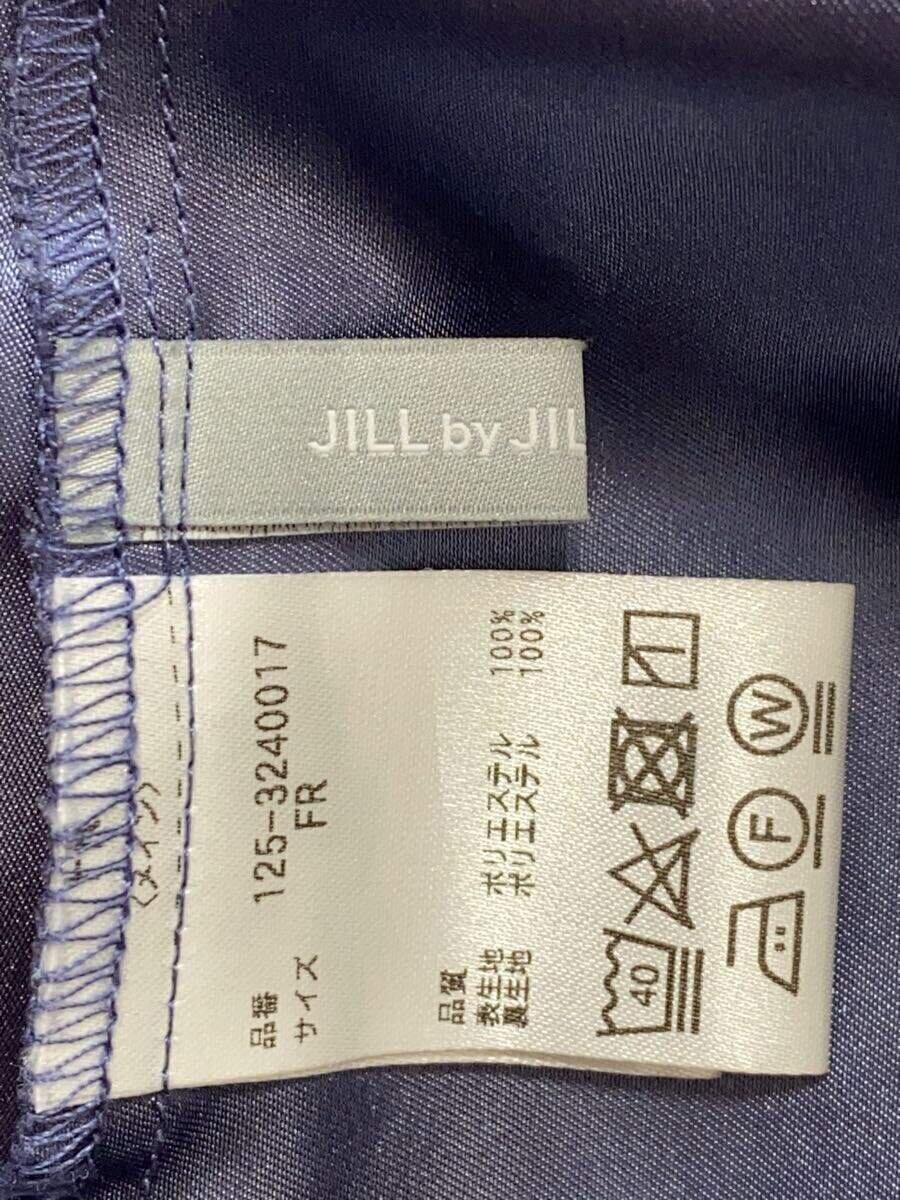 JILL by JIL
〈メイン〉
品番 125-3240017
サイズ FR
品質
表生地 ポリエステル 100%
裏生地 ポリエステル 100%
40
F W